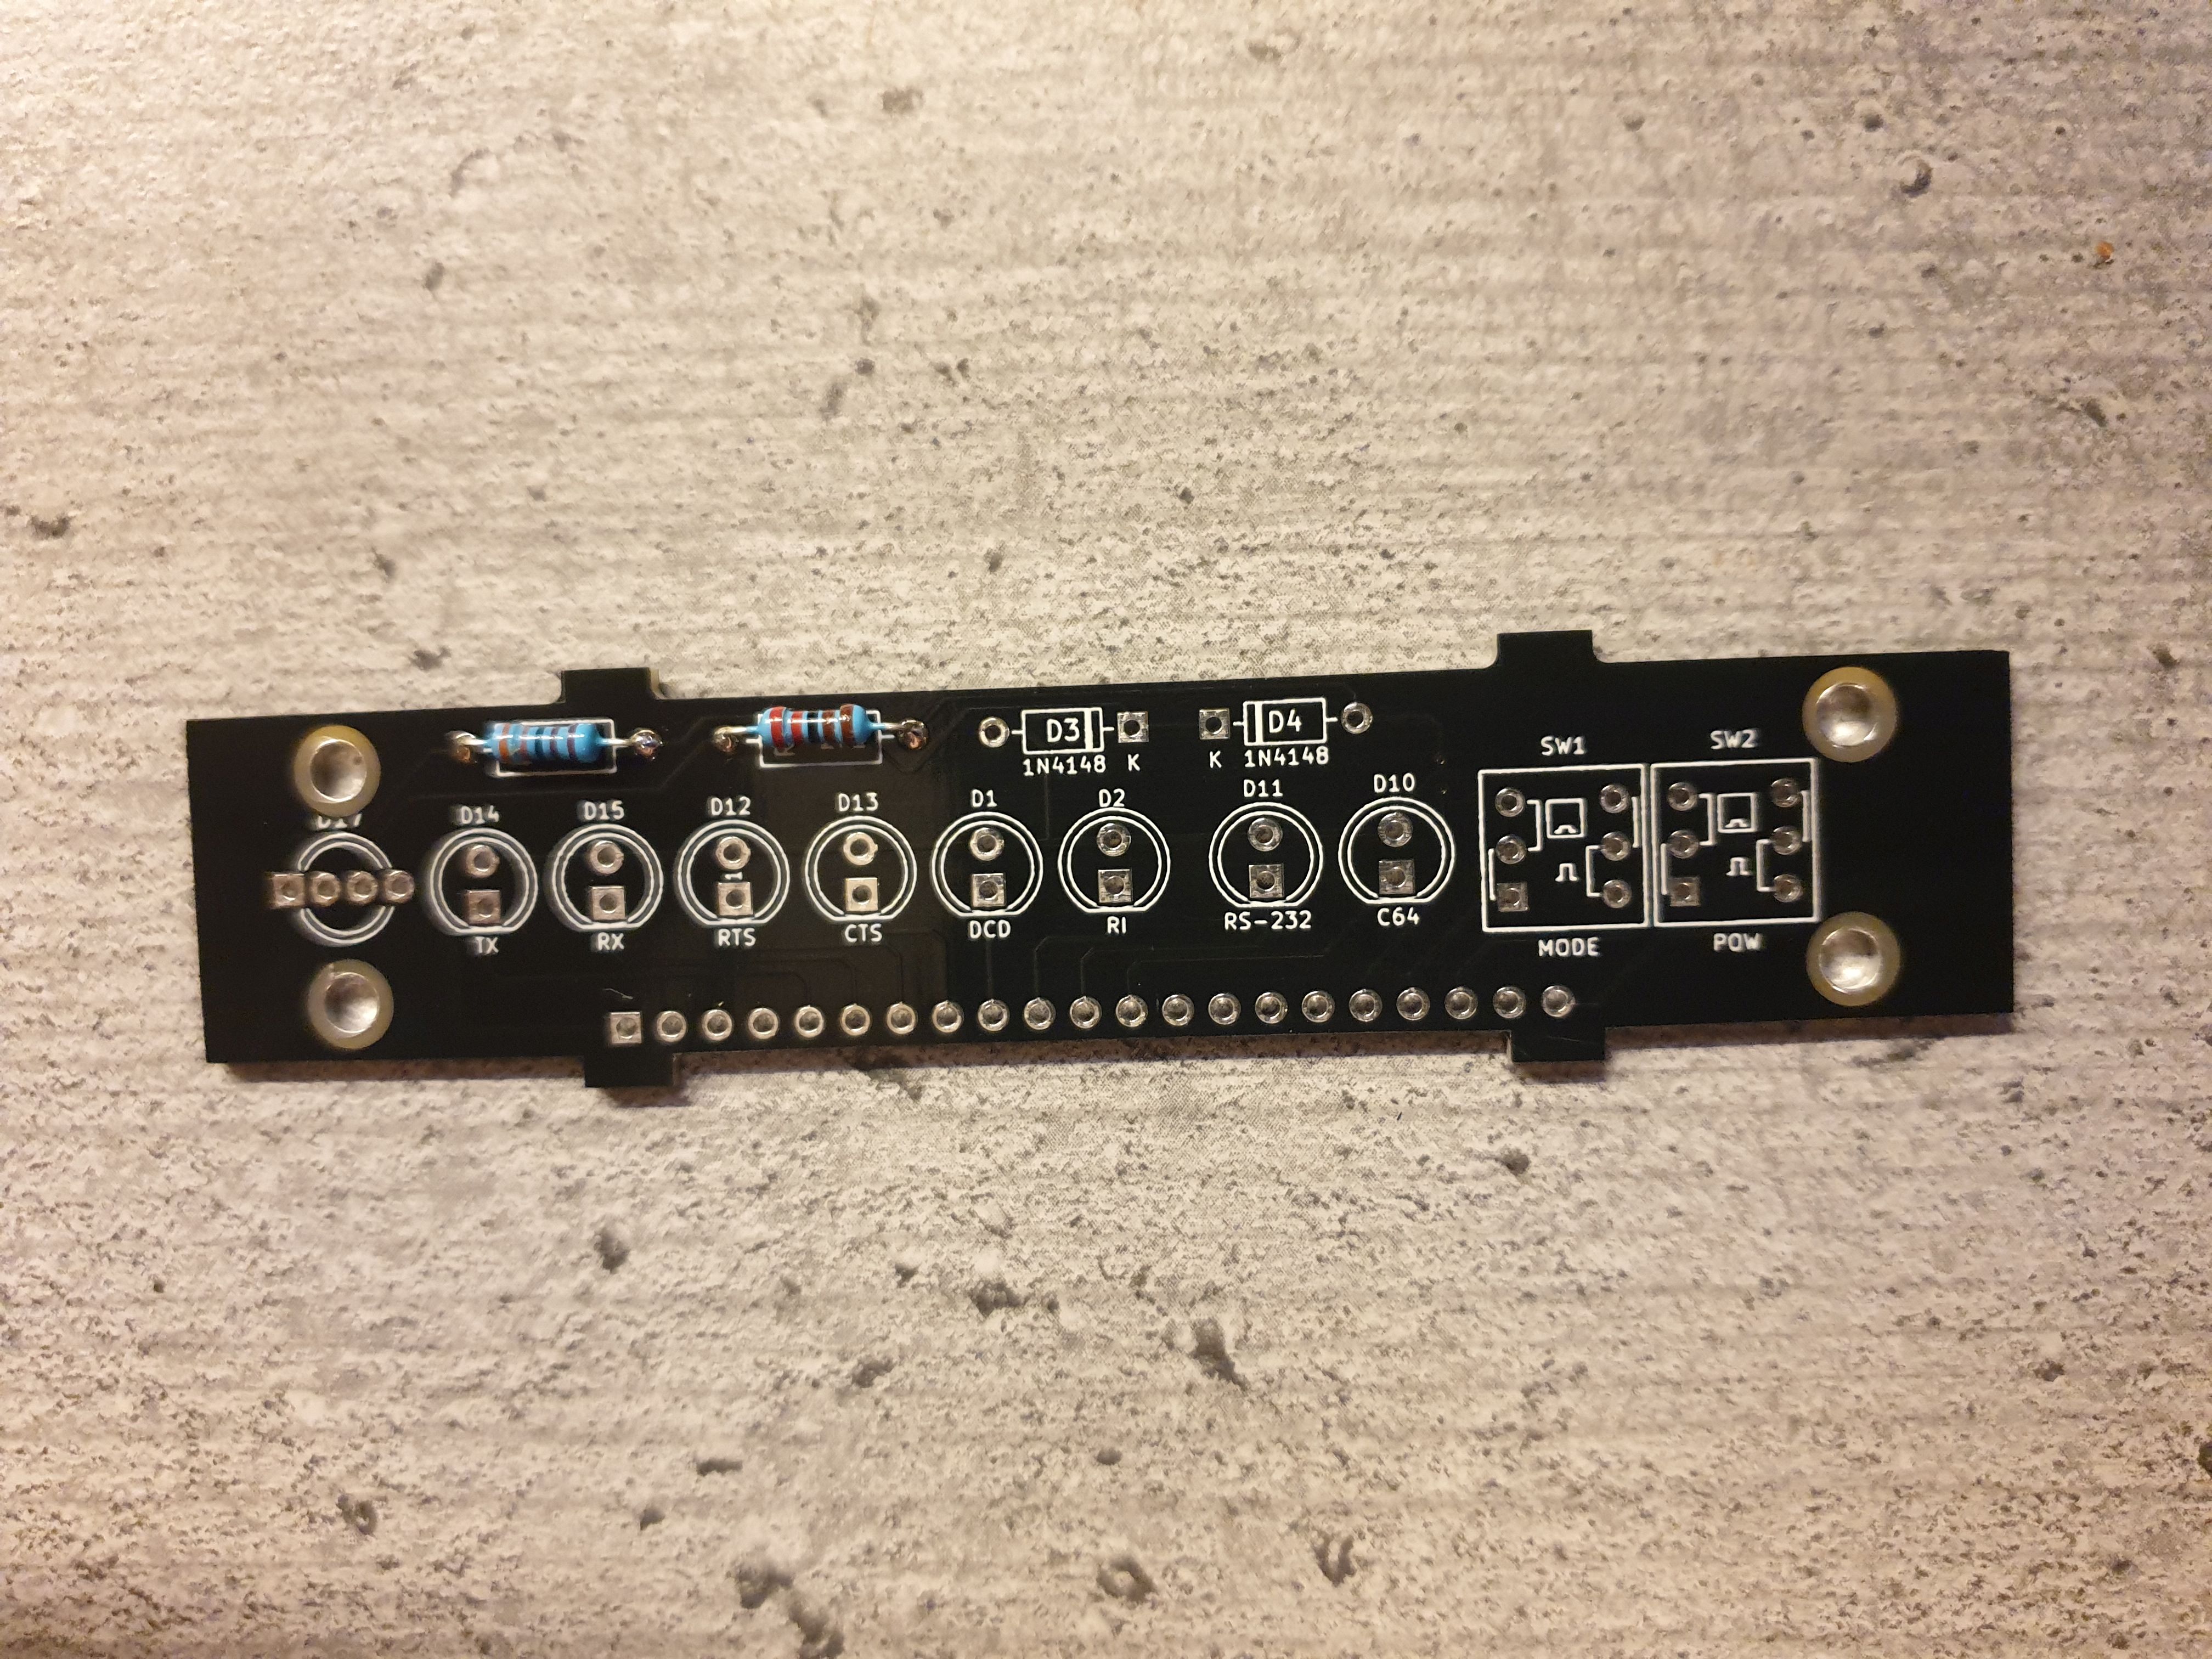 D3
D4
1N4148 K
K 1N4148
SW1
SW2
D17
D14
D15
D12
D13
D1
D2
D11
D10
TX
RX
RTS
CTS
DCD
RI
RS-232
C64
MODE
POW